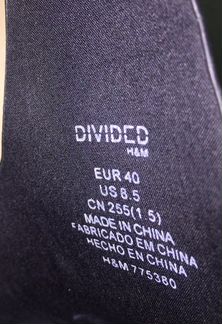 DIVIDED
H&M
EUR 40
US 8.5
CN 255(1.5)
MADE IN CHINA
FABRICADO EM CHINA
HECHO EN CHINA
H&M 775360